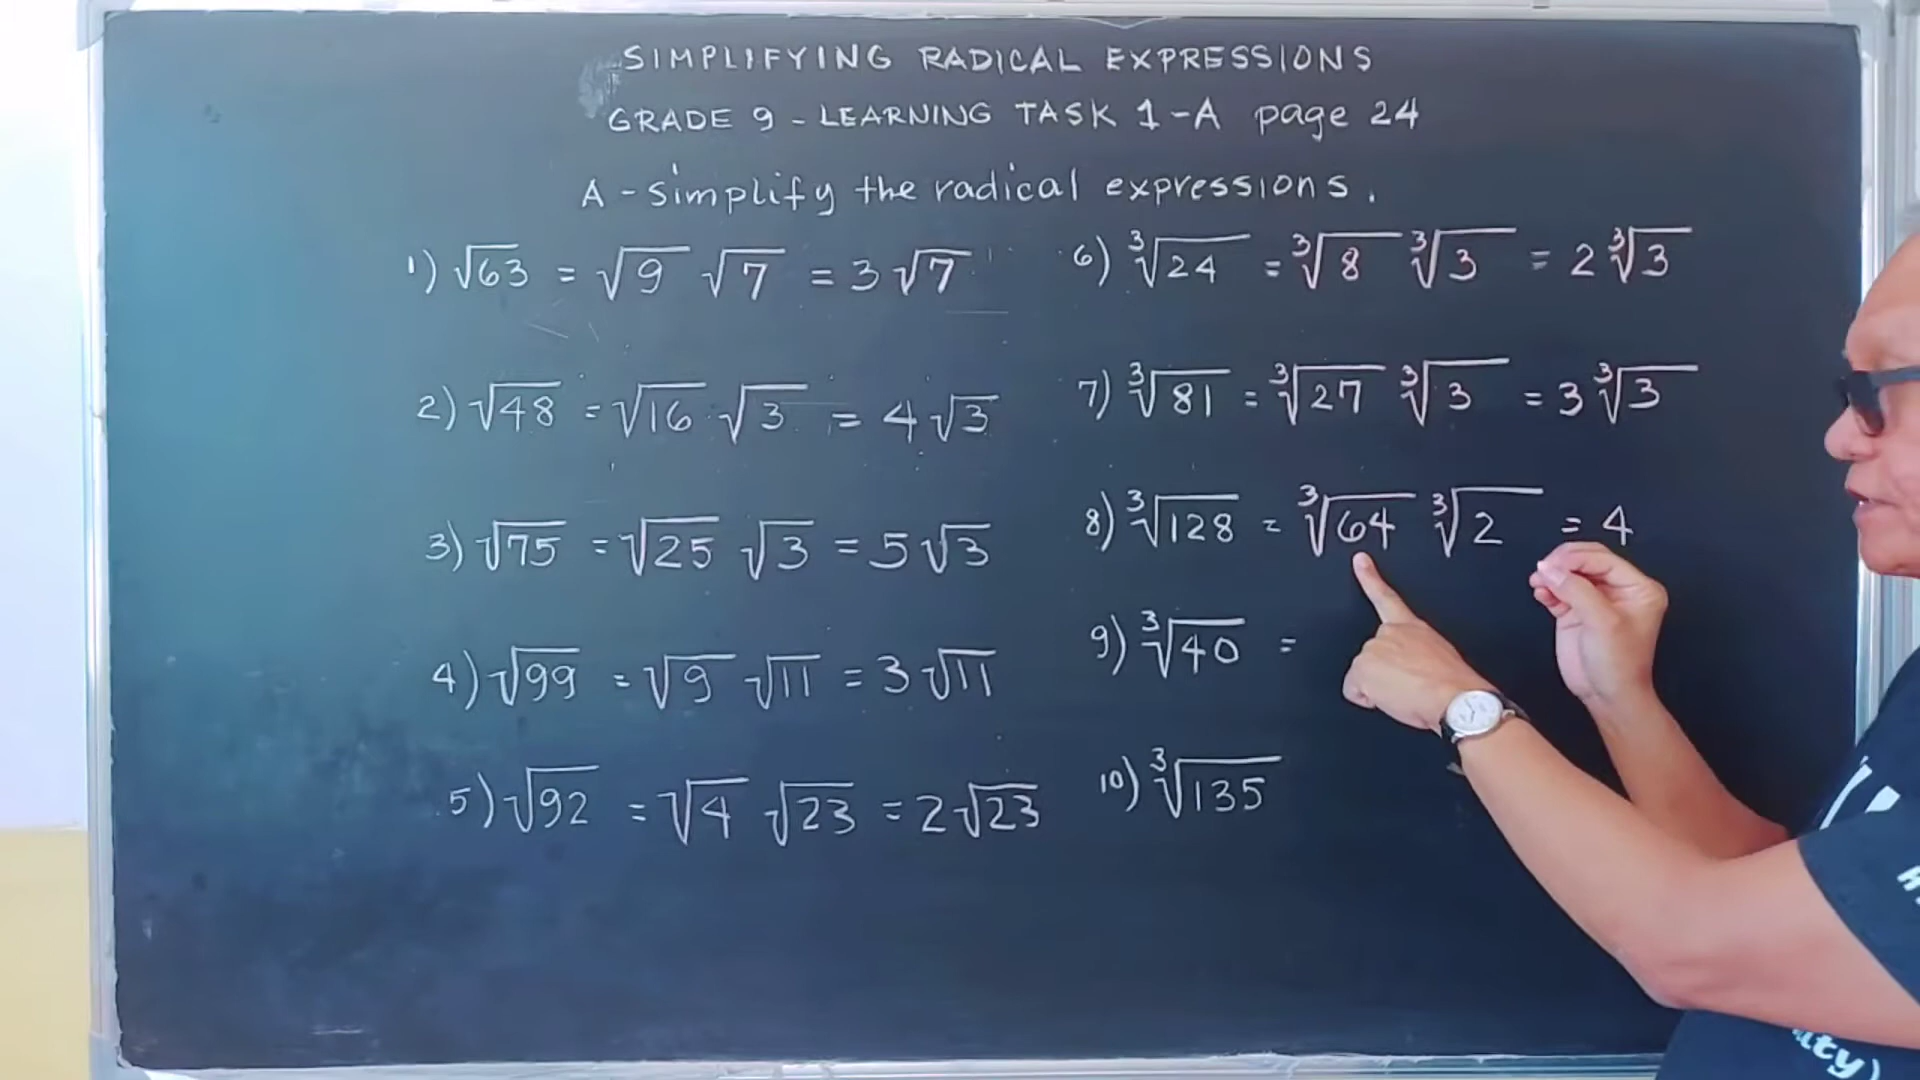 SIMPLIFYING RADICAL EXPRESSIONS
GRADE 9 - LEARNING TASK 1-A page 24
A - Simplify the radical expressions.
1) √63 = √9 √7 = 3√7
2) √48 = √16 √3 = 4√3
3) √75 = √25 √3 = 5√3
4) √99 = √9 √11 = 3√11
5) √92 = √4 √23 = 2√23
6) ∛24 = ∛8 ∛3 = 2∛3
7) ∛81 = ∛27 ∛3 = 3∛3
8) ∛128 = ∛64 ∛2 = 4
9) ∛40 =
10) ∛135